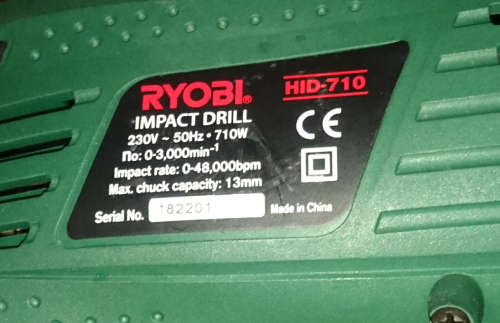 RYOBI® HID-710
IMPACT DRILL
230V ~ 50Hz • 710W
no: 0-3,000min⁻¹
Impact rate: 0-48,000bpm
Max. chuck capacity: 13mm
Serial No. 182201 Made in China
CE